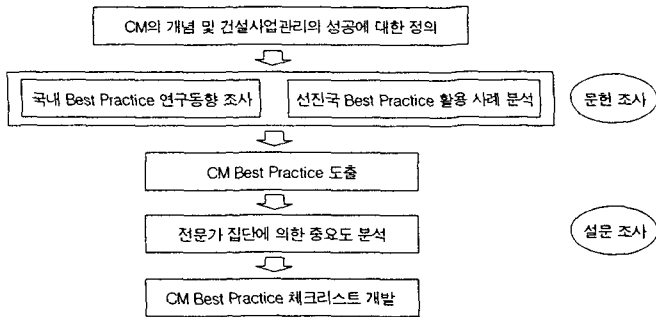 CM의 개념 및 건설사업관리의 성공에 대한 정의
국내 Best Practice 연구동향 조사
선진국 Best Practice 활용 사례 분석
문헌 조사
CM Best Practice 도출
전문가 집단에 의한 중요도 분석
설문 조사
CM Best Practice 체크리스트 개발